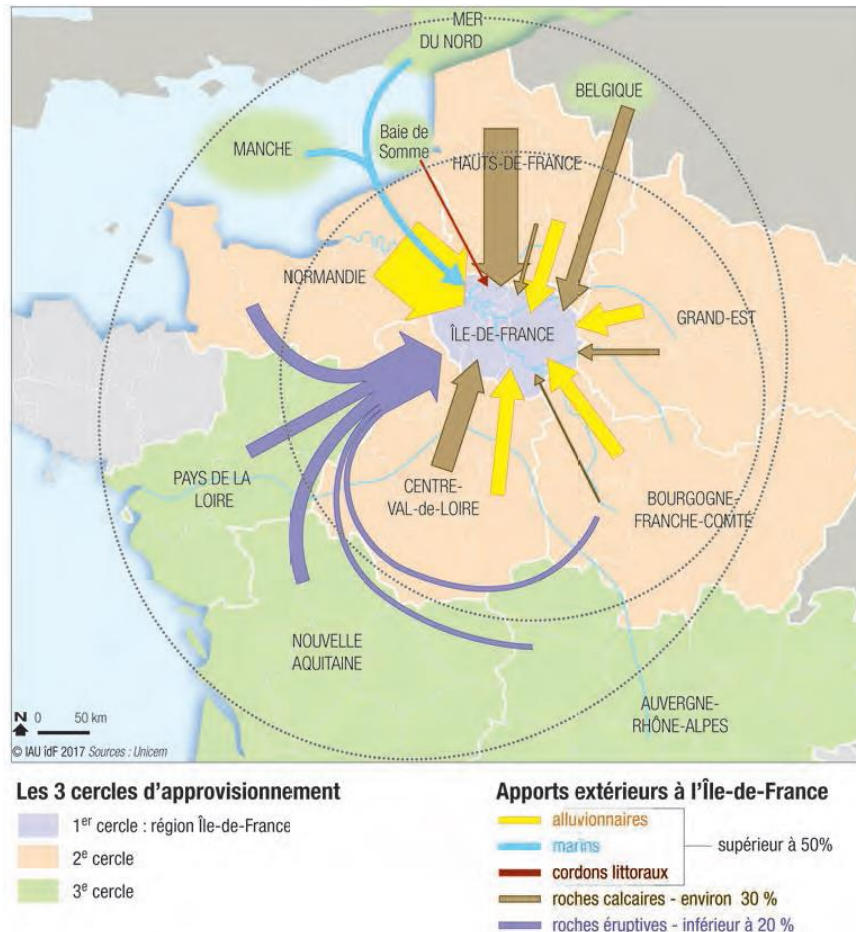 MER
DU NORD
BELGIQUE
Baie de
Somme
MANCHE
HAUTS-DE-FRANCE
NORMANDIE
GRAND-EST
ÎLE-DE-FRANCE
PAYS DE LA
LOIRE
CENTRE-
VAL-de-LOIRE
BOURGOGNE-
FRANCHE-COMTÉ
NOUVELLE
AQUITAINE
AUVERGNE-
RHÔNE-ALPES
N 0 50 km
© IAU îdF 2017 Sources : Unicem
Les 3 cercles d'approvisionnement
1er cercle : région Île-de-France
2e cercle
3e cercle
Apports extérieurs à l'Île-de-France
alluvionnaires
marins
supérieur à 50%
cordons littoraux
roches calcaires - environ 30 %
roches éruptives - inférieur à 20 %